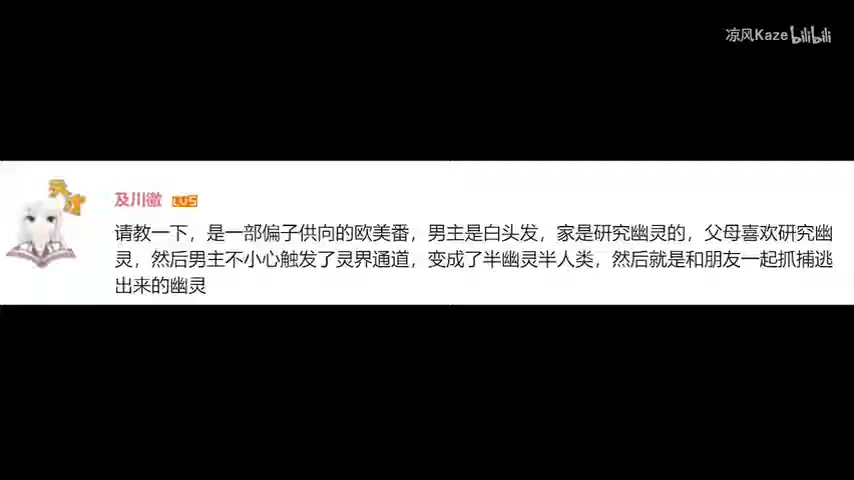 凉风Kaze bilibili
及川徹 LV5
请教一下，是一部偏子供向的欧美番，男主是白头发，家是研究幽灵的，父母喜欢研究幽
灵，然后男主不小心触发了灵界通道，变成了半幽灵半人类，然后就是和朋友一起抓捕逃
出来的幽灵